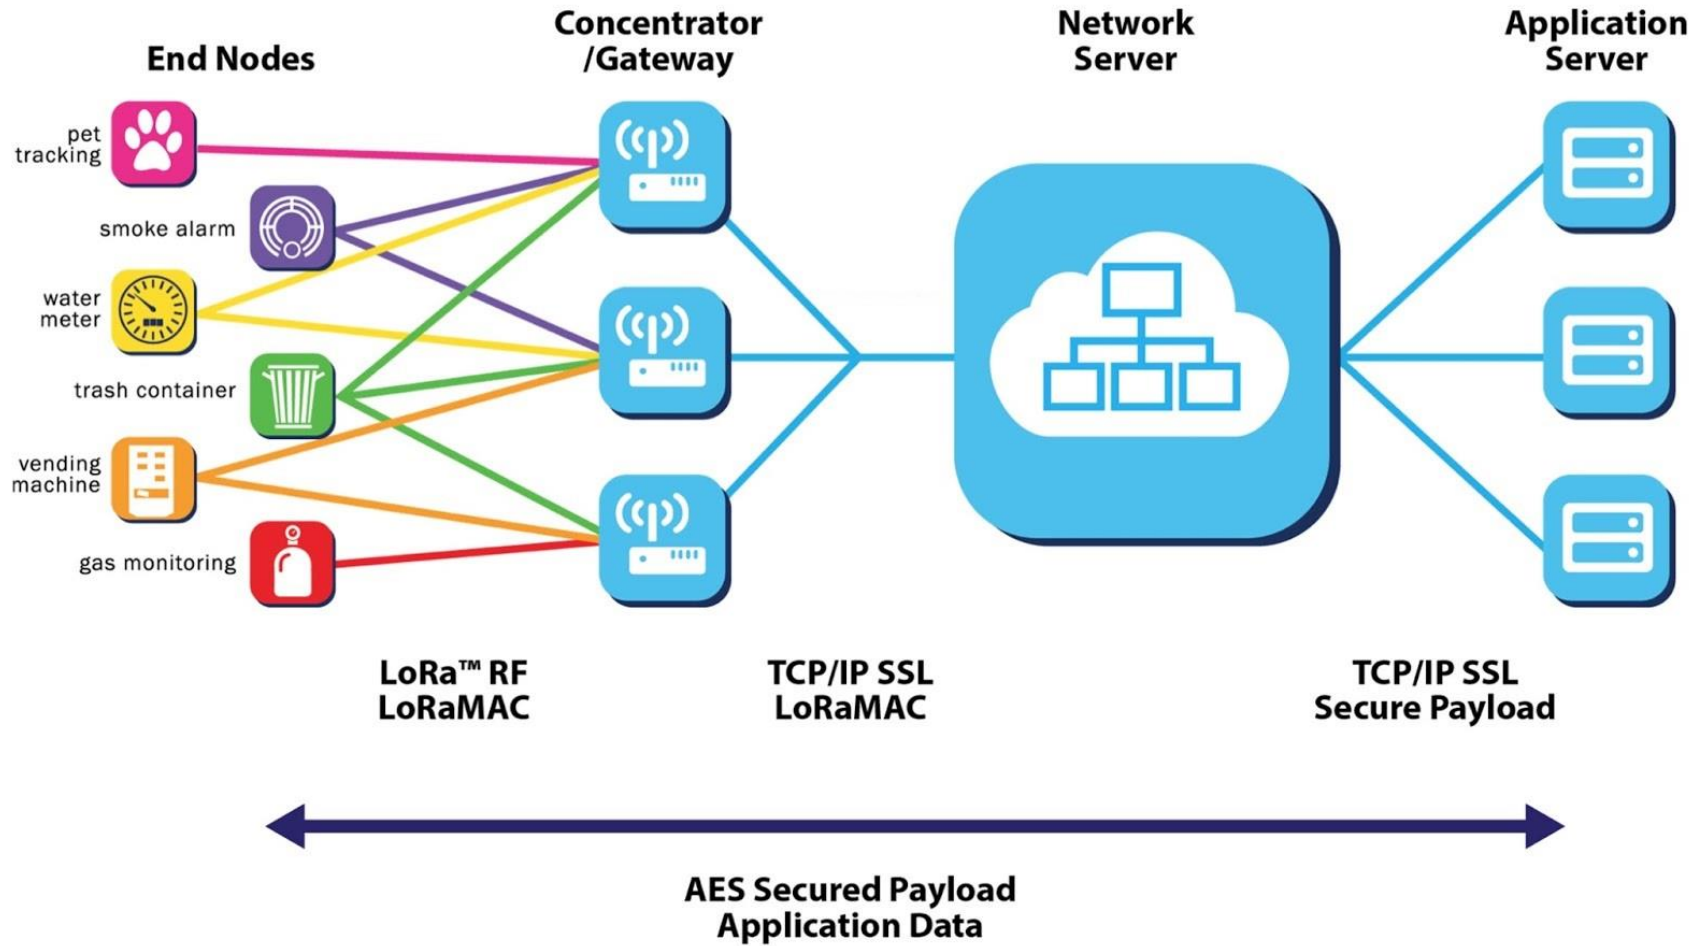 End Nodes
Concentrator
/Gateway
Network
Server
Application
Server
pet
tracking
smoke alarm
water
meter
trash container
vending
machine
gas monitoring
LoRa™ RF
LoRaMAC
TCP/IP SSL
LoRaMAC
TCP/IP SSL
Secure Payload
AES Secured Payload
Application Data